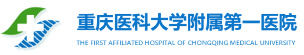 重庆医科大学附属第一医院
THE FIRST AFFILIATED HOSPITAL OF CHONGQING MEDICAL UNIVERSITY